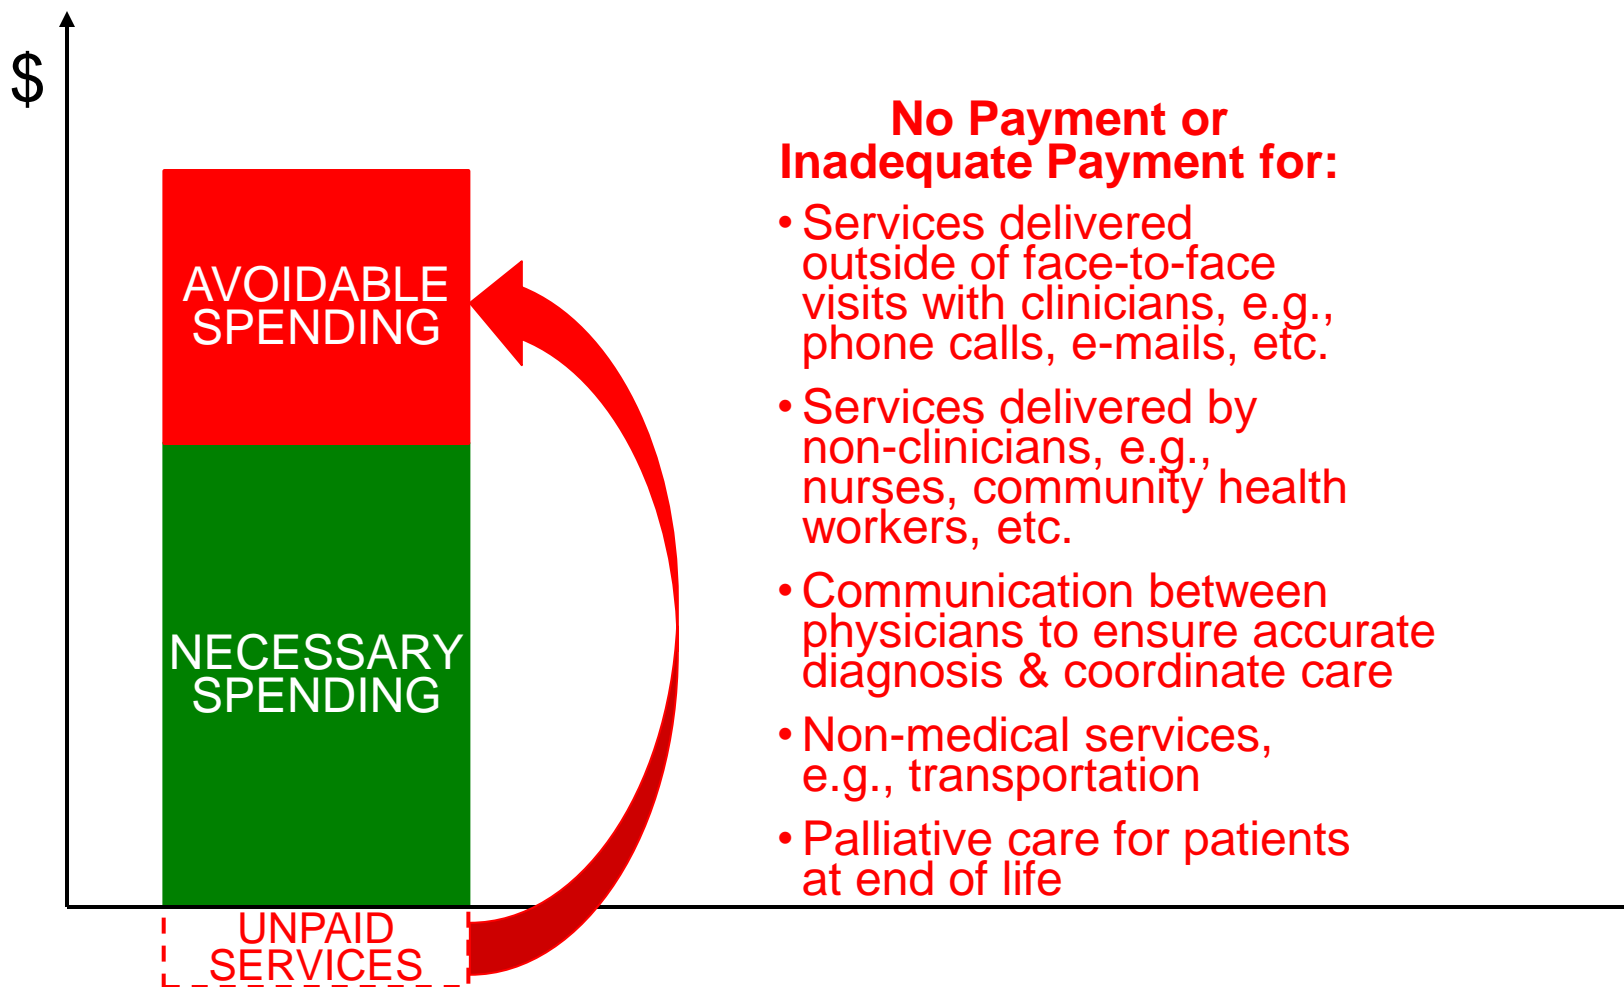 $
AVOIDABLE
SPENDING
NECESSARY
SPENDING
UNPAID
SERVICES
No Payment or
Inadequate Payment for:
• Services delivered
outside of face-to-face
visits with clinicians, e.g.,
phone calls, e-mails, etc.
• Services delivered by
non-clinicians, e.g.,
nurses, community health
workers, etc.
• Communication between
physicians to ensure accurate
diagnosis & coordinate care
• Non-medical services,
e.g., transportation
• Palliative care for patients
at end of life